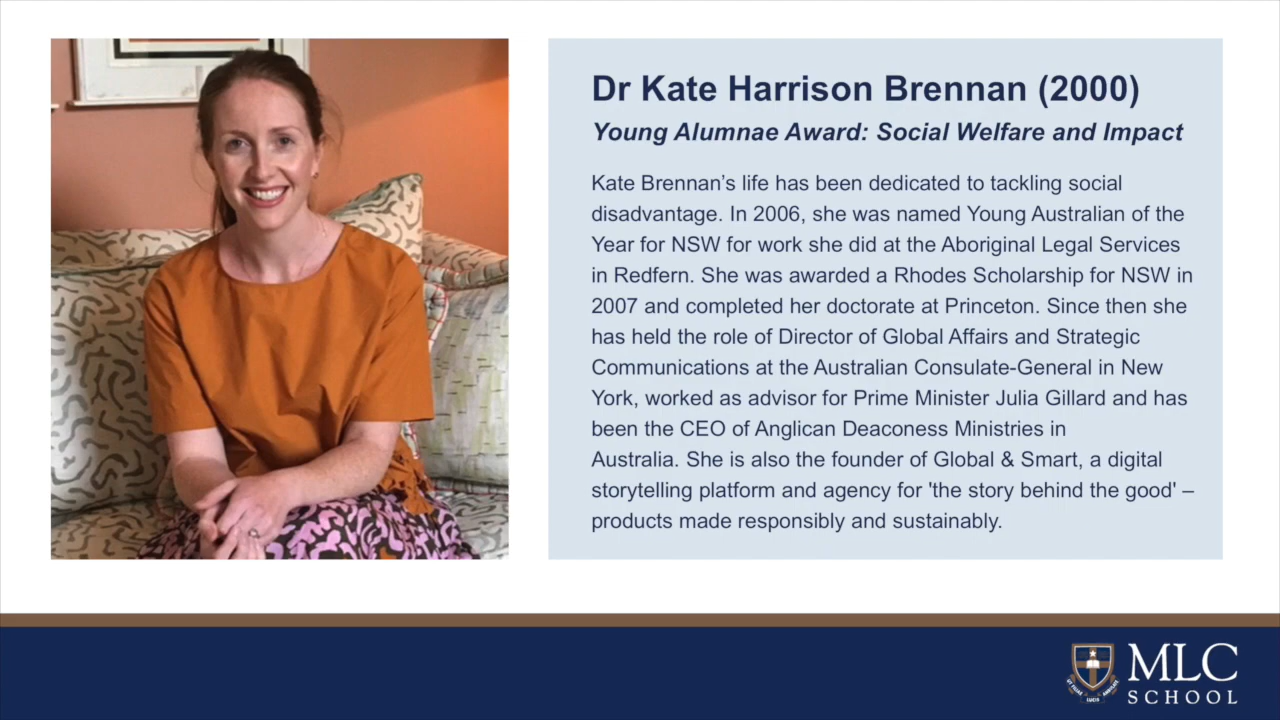 Dr Kate Harrison Brennan (2000)
Young Alumnae Award: Social Welfare and Impact
Kate Brennan’s life has been dedicated to tackling social
disadvantage. In 2006, she was named Young Australian of the
Year for NSW for work she did at the Aboriginal Legal Services
in Redfern. She was awarded a Rhodes Scholarship for NSW in
2007 and completed her doctorate at Princeton. Since then she
has held the role of Director of Global Affairs and Strategic
Communications at the Australian Consulate-General in New
York, worked as advisor for Prime Minister Julia Gillard and has
been the CEO of Anglican Deaconess Ministries in
Australia. She is also the founder of Global & Smart, a digital
storytelling platform and agency for 'the story behind the good' –
products made responsibly and sustainably.
MLC
SCHOOL